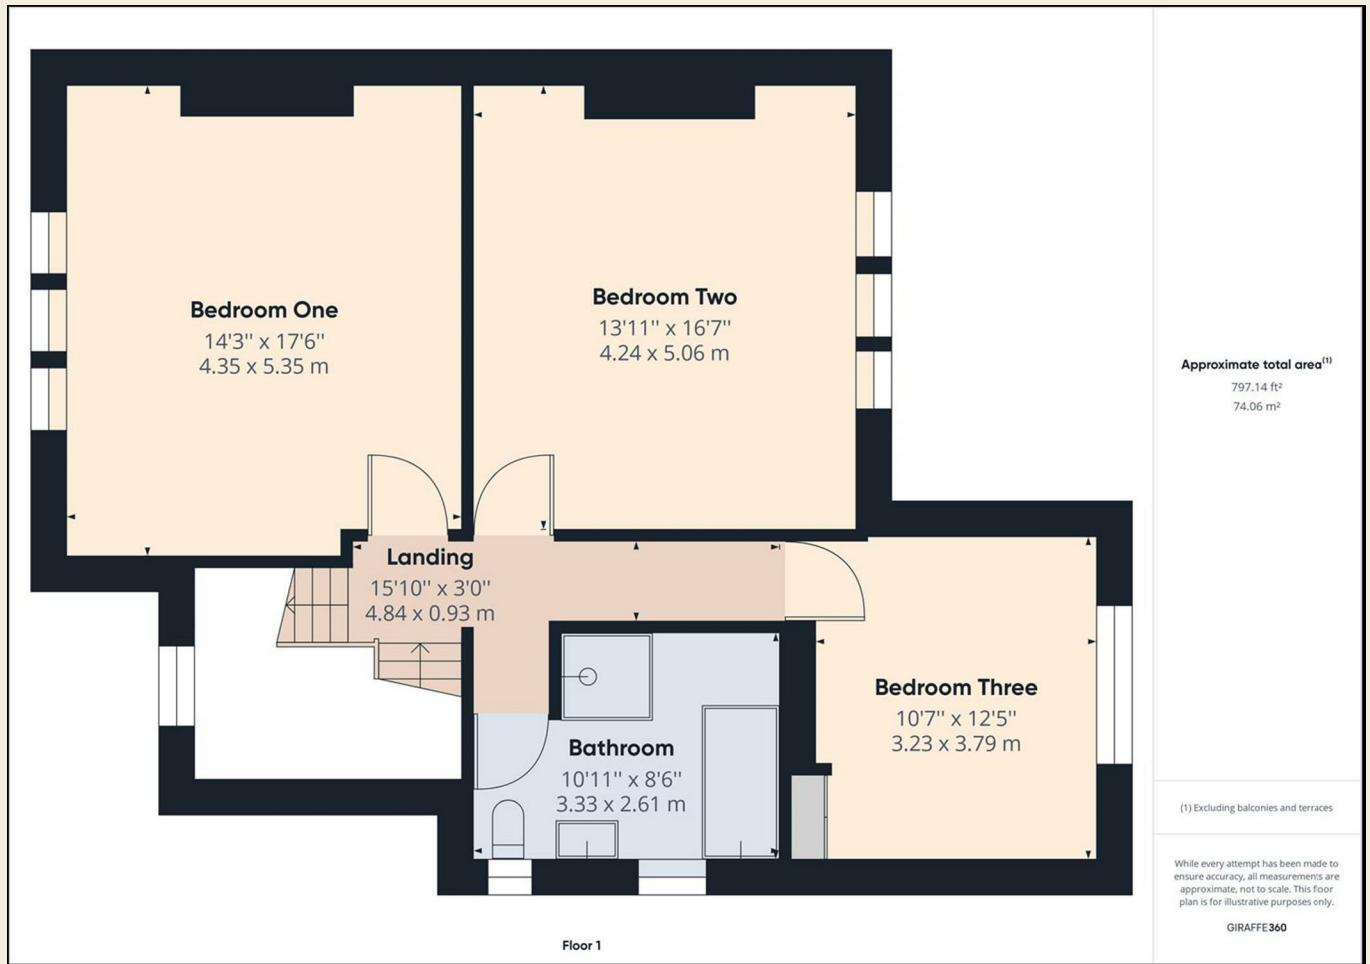 Bedroom One
14'3'' x 17'6''
4.35 x 5.35 m
Bedroom Two
13'11'' x 16'7''
4.24 x 5.06 m
Landing
15'10'' x 3'0''
4.84 x 0.93 m
Bathroom
10'11'' x 8'6''
3.33 x 2.61 m
Bedroom Three
10'7'' x 12'5''
3.23 x 3.79 m
Floor 1
Approximate total area(1)
797.14 ft²
74.06 m²
(1) Excluding balconies and terraces
While every attempt has been made to
ensure accuracy, all measurements are
approximate, not to scale. This floor
plan is for illustrative purposes only.
GIRAFFE360